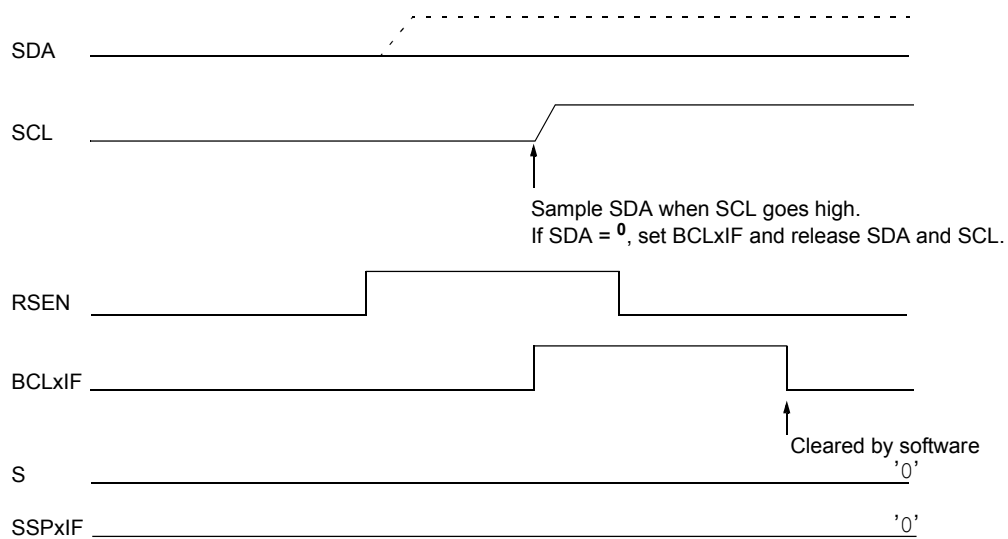 SDA
SCL
Sample SDA when SCL goes high.
If SDA = 0, set BCLxIF and release SDA and SCL.
RSEN
BCLxIF
Cleared by software
S
'0'
SSPxIF
'0'